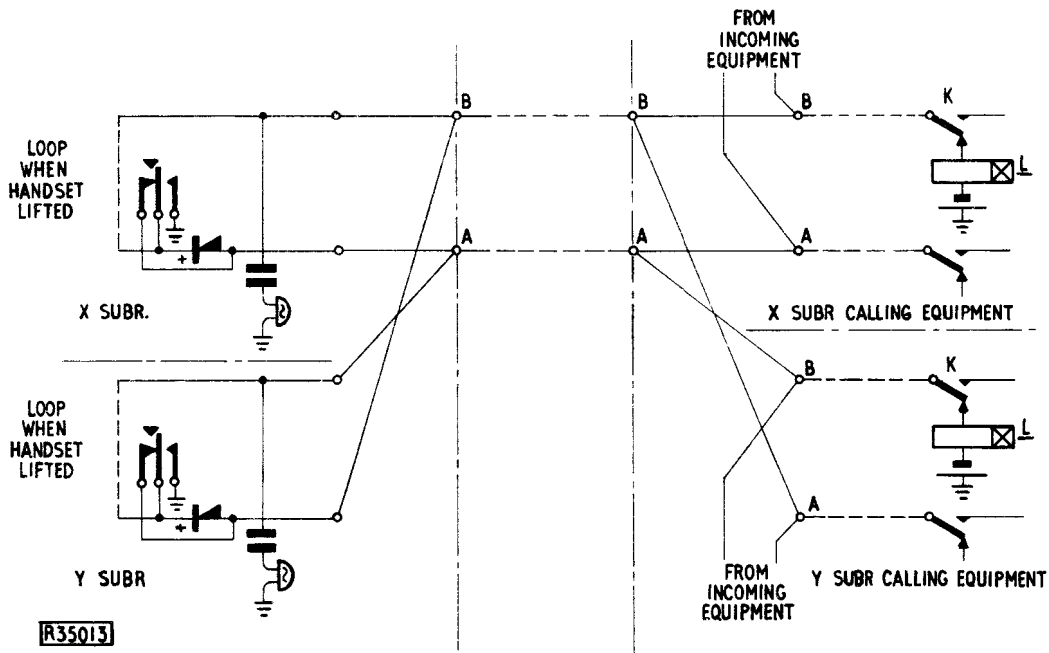 FROM
INCOMING
EQUIPMENT
B
B
B
K
LOOP
WHEN
HANDSET
LIFTED
L
+
A
A
A
X SUBR.
X SUBR CALLING EQUIPMENT
B
K
LOOP
WHEN
HANDSET
LIFTED
L
+
A
Y SUBR
FROM
INCOMING
EQUIPMENT
Y SUBR CALLING EQUIPMENT
R35013